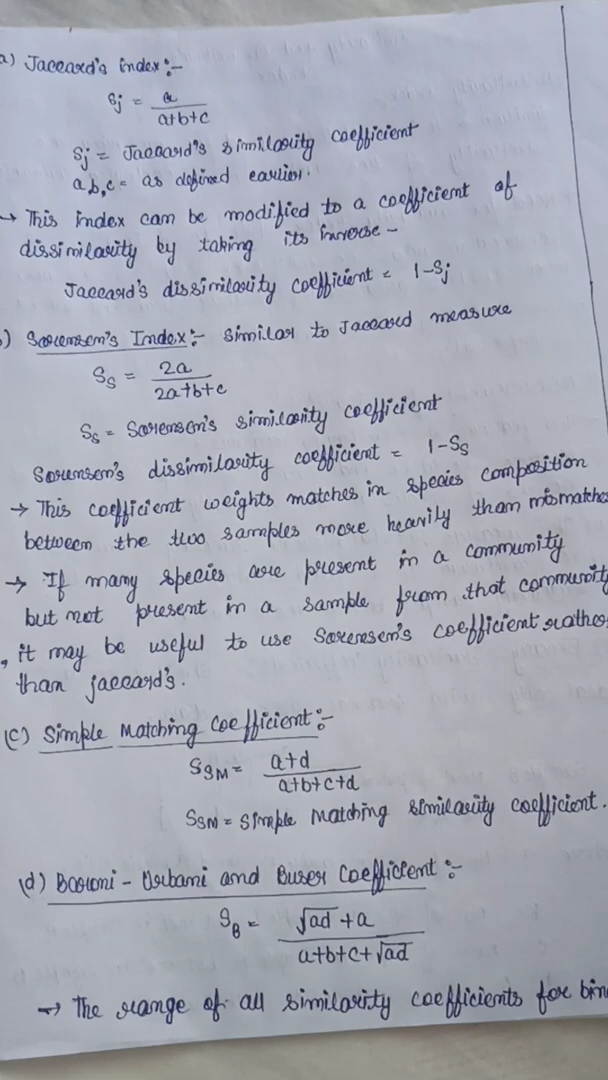 a) Jaccard's index :-
Sj = a / a+b+c
Sj = Jaccard's similarity coefficient
a,b,c = as defined earlier.
→ This index can be modified to a coefficient of
dissimilarity by taking its inverse -
Jaccard's dissimilarity coefficient = 1-Sj
) Sorensen's Index :- Similar to Jaccard measure
Ss = 2a / 2a+b+c
Ss = Sorensen's similarity coefficient
Sorensen's dissimilarity coefficient = 1-Ss
→ This coefficient weights matches in species composition
between the two samples more heavily than mismatches
→ If many species are present in a community
but not present in a sample from that community
, it may be useful to use Sorensen's coefficient rather
than jaccard's.
(c) Simple Matching Coefficient :-
SSM = a+d / a+b+c+d
SSM = Simple Matching similarity coefficient.
(d) Baroni - Urbani and Buser Coefficient :-
SB = √ad + a / a+b+c+√ad
→ The range of all similarity coefficients for bin